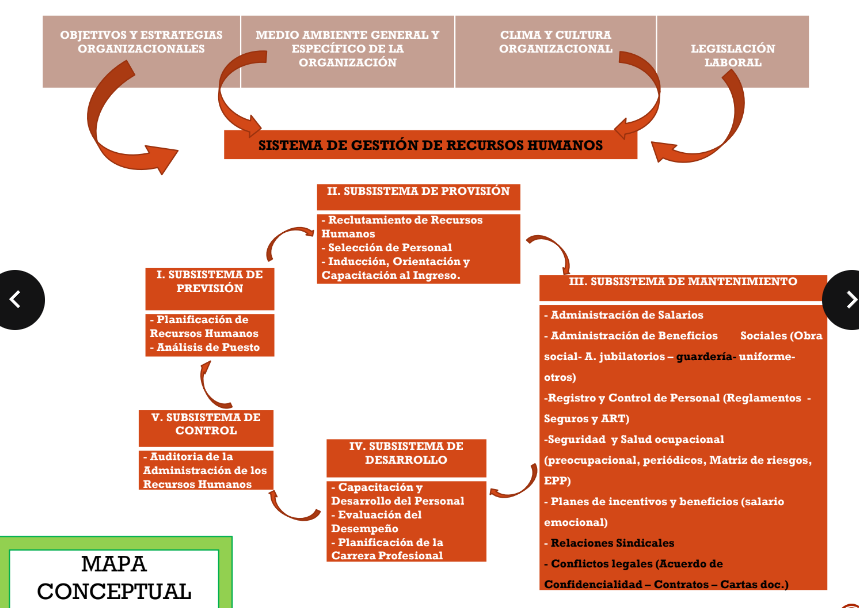 OBJETIVOS Y ESTRATEGIAS
ORGANIZACIONALES
MEDIO AMBIENTE GENERAL Y
ESPECÍFICO DE LA
ORGANIZACIÓN
CLIMA Y CULTURA
ORGANIZACIONAL
LEGISLACIÓN
LABORAL
SISTEMA DE GESTIÓN DE RECURSOS HUMANOS
II. SUBSISTEMA DE PROVISIÓN
- Reclutamiento de Recursos
Humanos
- Selección de Personal
- Inducción, Orientación y
Capacitación al Ingreso.
I. SUBSISTEMA DE
PREVISIÓN
- Planificación de
Recursos Humanos
- Análisis de Puesto
III. SUBSISTEMA DE MANTENIMIENTO
- Administración de Salarios
- Administración de Beneficios Sociales (Obra
social- A. jubilatorios – guardería- uniforme-
otros)
-Registro y Control de Personal (Reglamentos -
Seguros y ART)
-Seguridad y Salud ocupacional
(preocupacional, periódicos, Matriz de riesgos,
EPP)
- Planes de incentivos y beneficios (salario
emocional)
- Relaciones Sindicales
- Conflictos legales (Acuerdo de
Confidencialidad – Contratos – Cartas doc.)
V. SUBSISTEMA DE
CONTROL
- Auditoria de la
Administración de los
Recursos Humanos
IV. SUBSISTEMA DE
DESARROLLO
- Capacitación y
Desarrollo del Personal
- Evaluación del
Desempeño
- Planificación de la
Carrera Profesional
MAPA
CONCEPTUAL